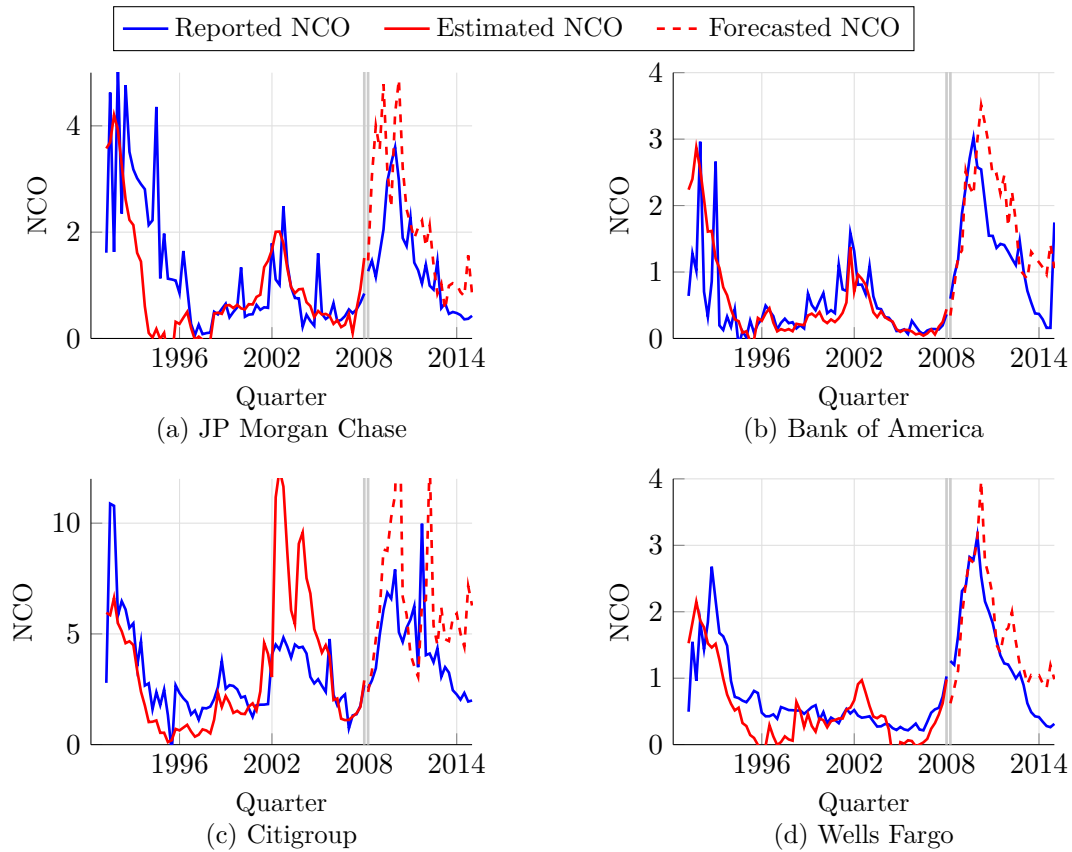 Reported NCO Estimated NCO Forecasted NCO
4
2
0
NCO
1996 2002 2008 2014
Quarter
(a) JP Morgan Chase
4
3
2
1
0
NCO
1996 2002 2008 2014
Quarter
(b) Bank of America
10
5
0
NCO
1996 2002 2008 2014
Quarter
(c) Citigroup
4
3
2
1
0
NCO
1996 2002 2008 2014
Quarter
(d) Wells Fargo